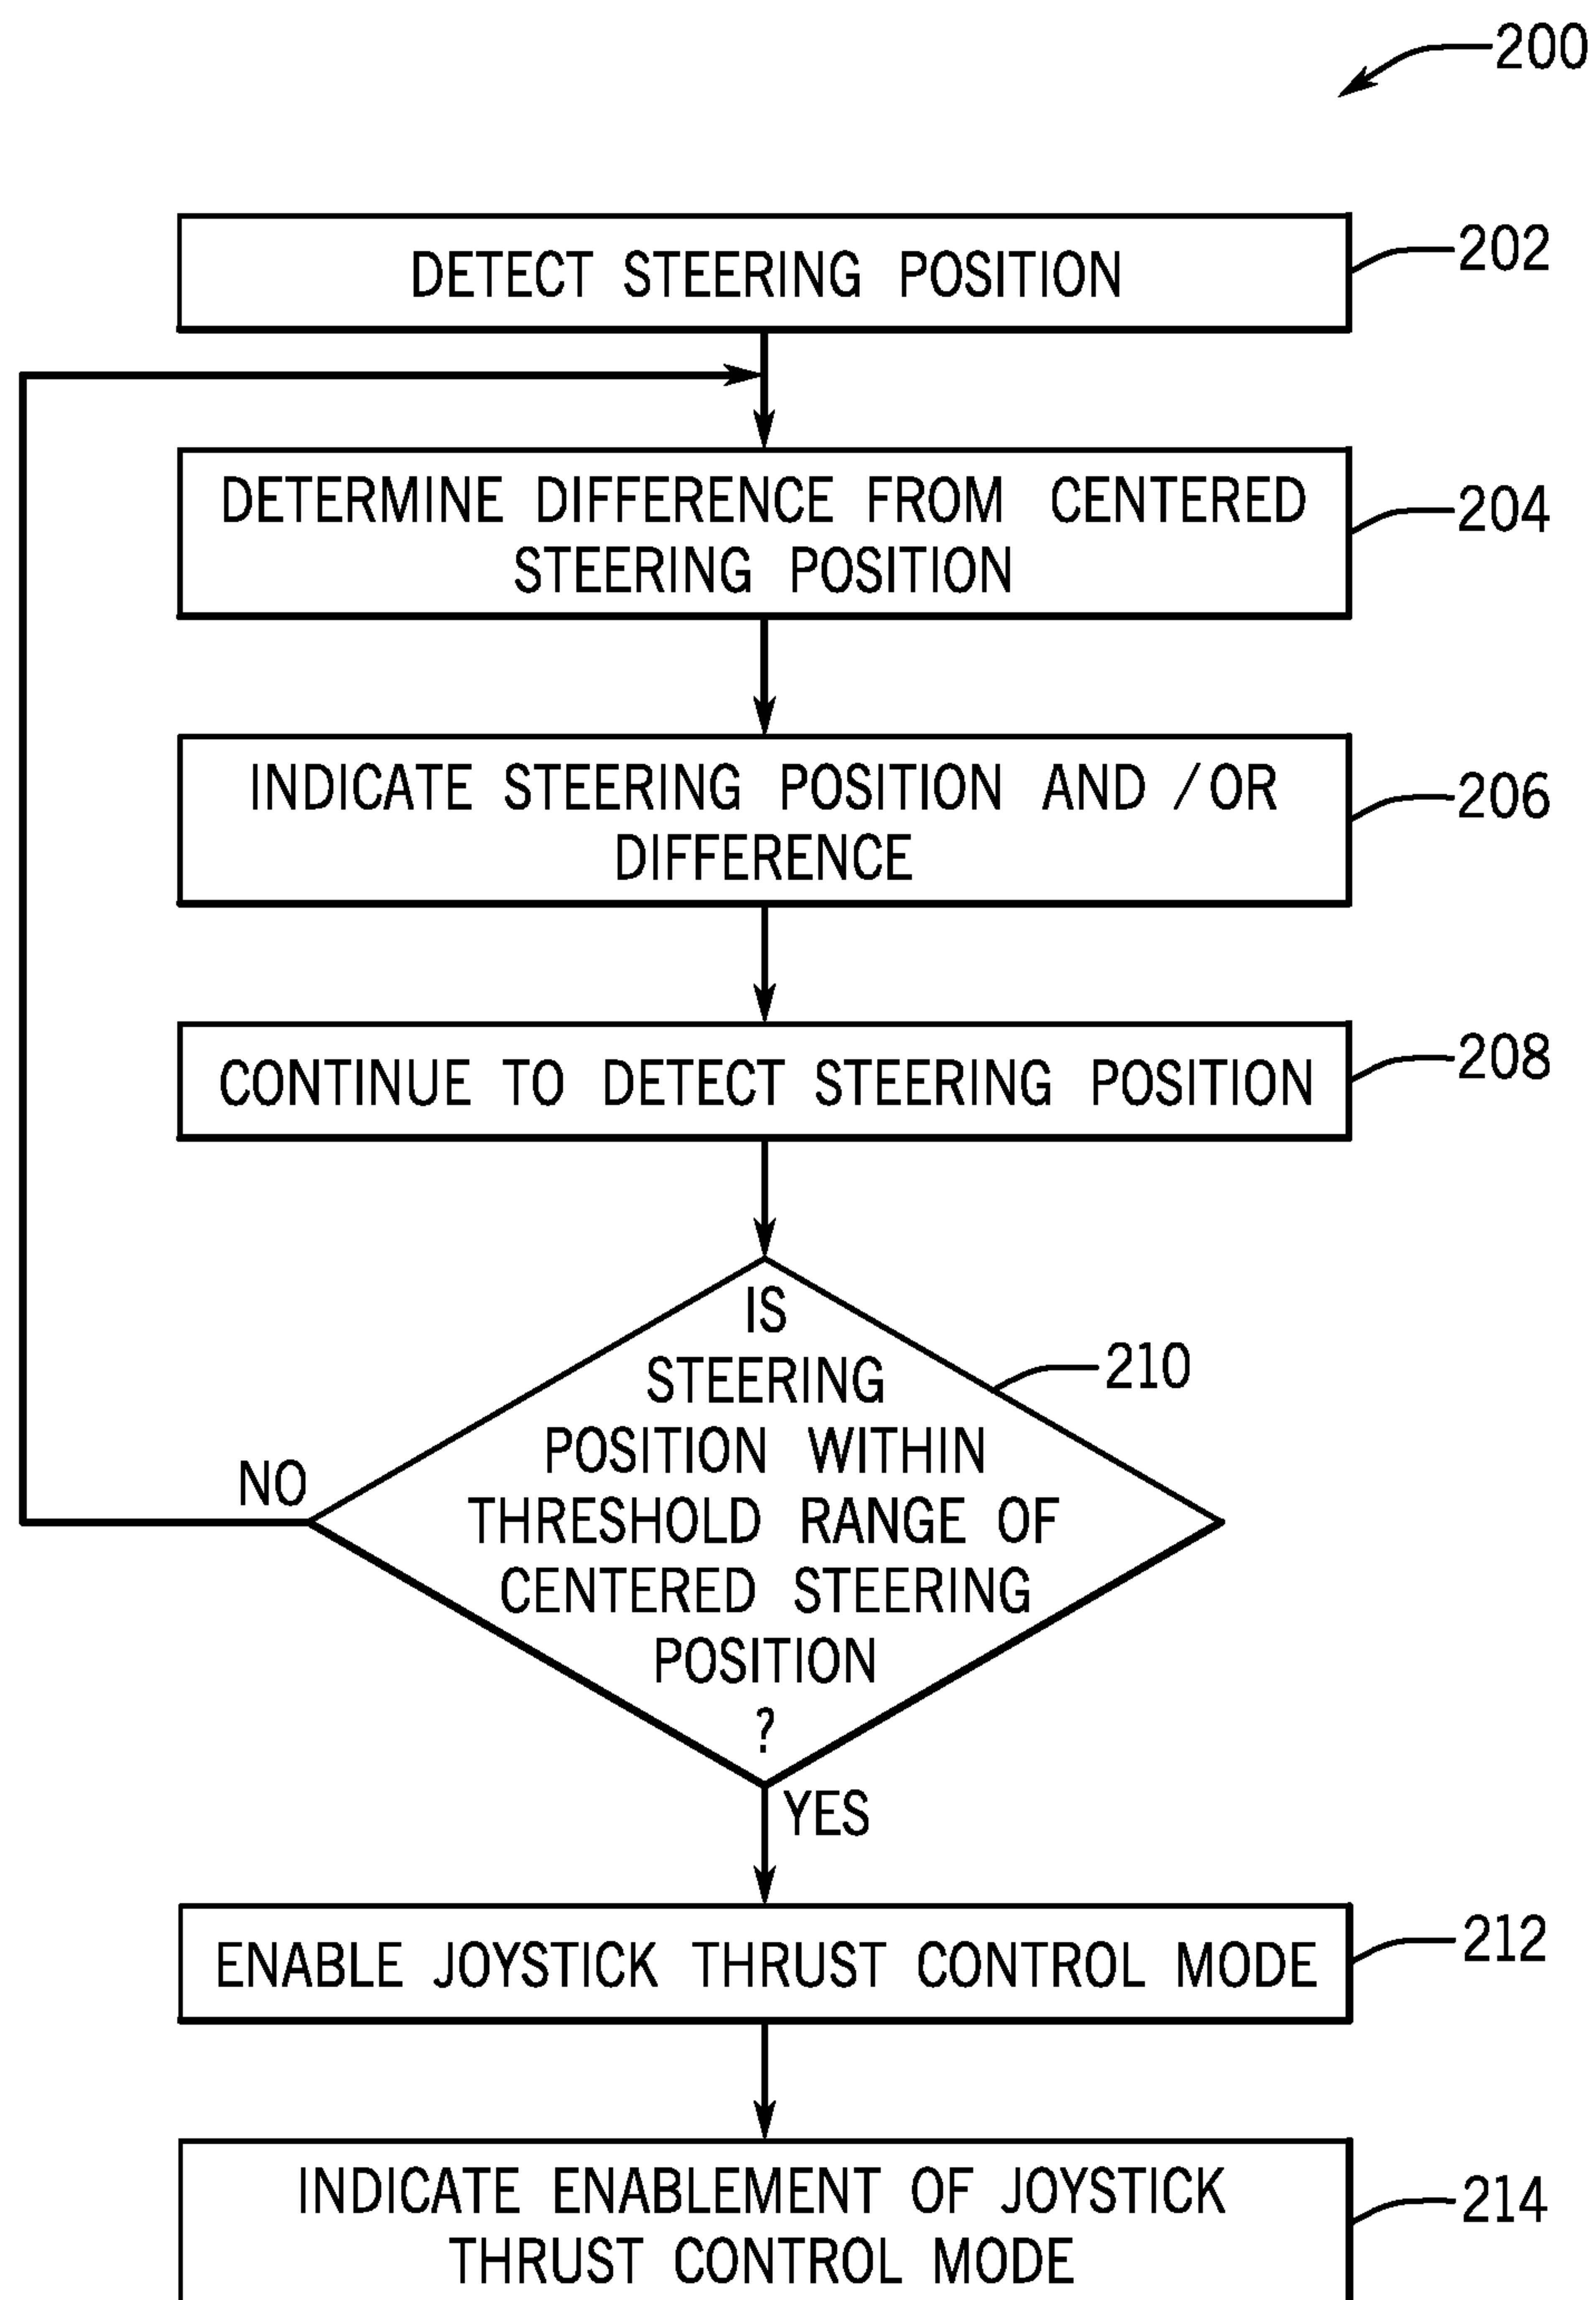 200
DETECT STEERING POSITION
202
DETERMINE DIFFERENCE FROM CENTERED
STEERING POSITION
204
INDICATE STEERING POSITION AND /OR
DIFFERENCE
206
CONTINUE TO DETECT STEERING POSITION
208
IS
STEERING
POSITION WITHIN
THRESHOLD RANGE OF
CENTERED STEERING
POSITION
?
210
NO
YES
ENABLE JOYSTICK THRUST CONTROL MODE
212
INDICATE ENABLEMENT OF JOYSTICK
THRUST CONTROL MODE
214